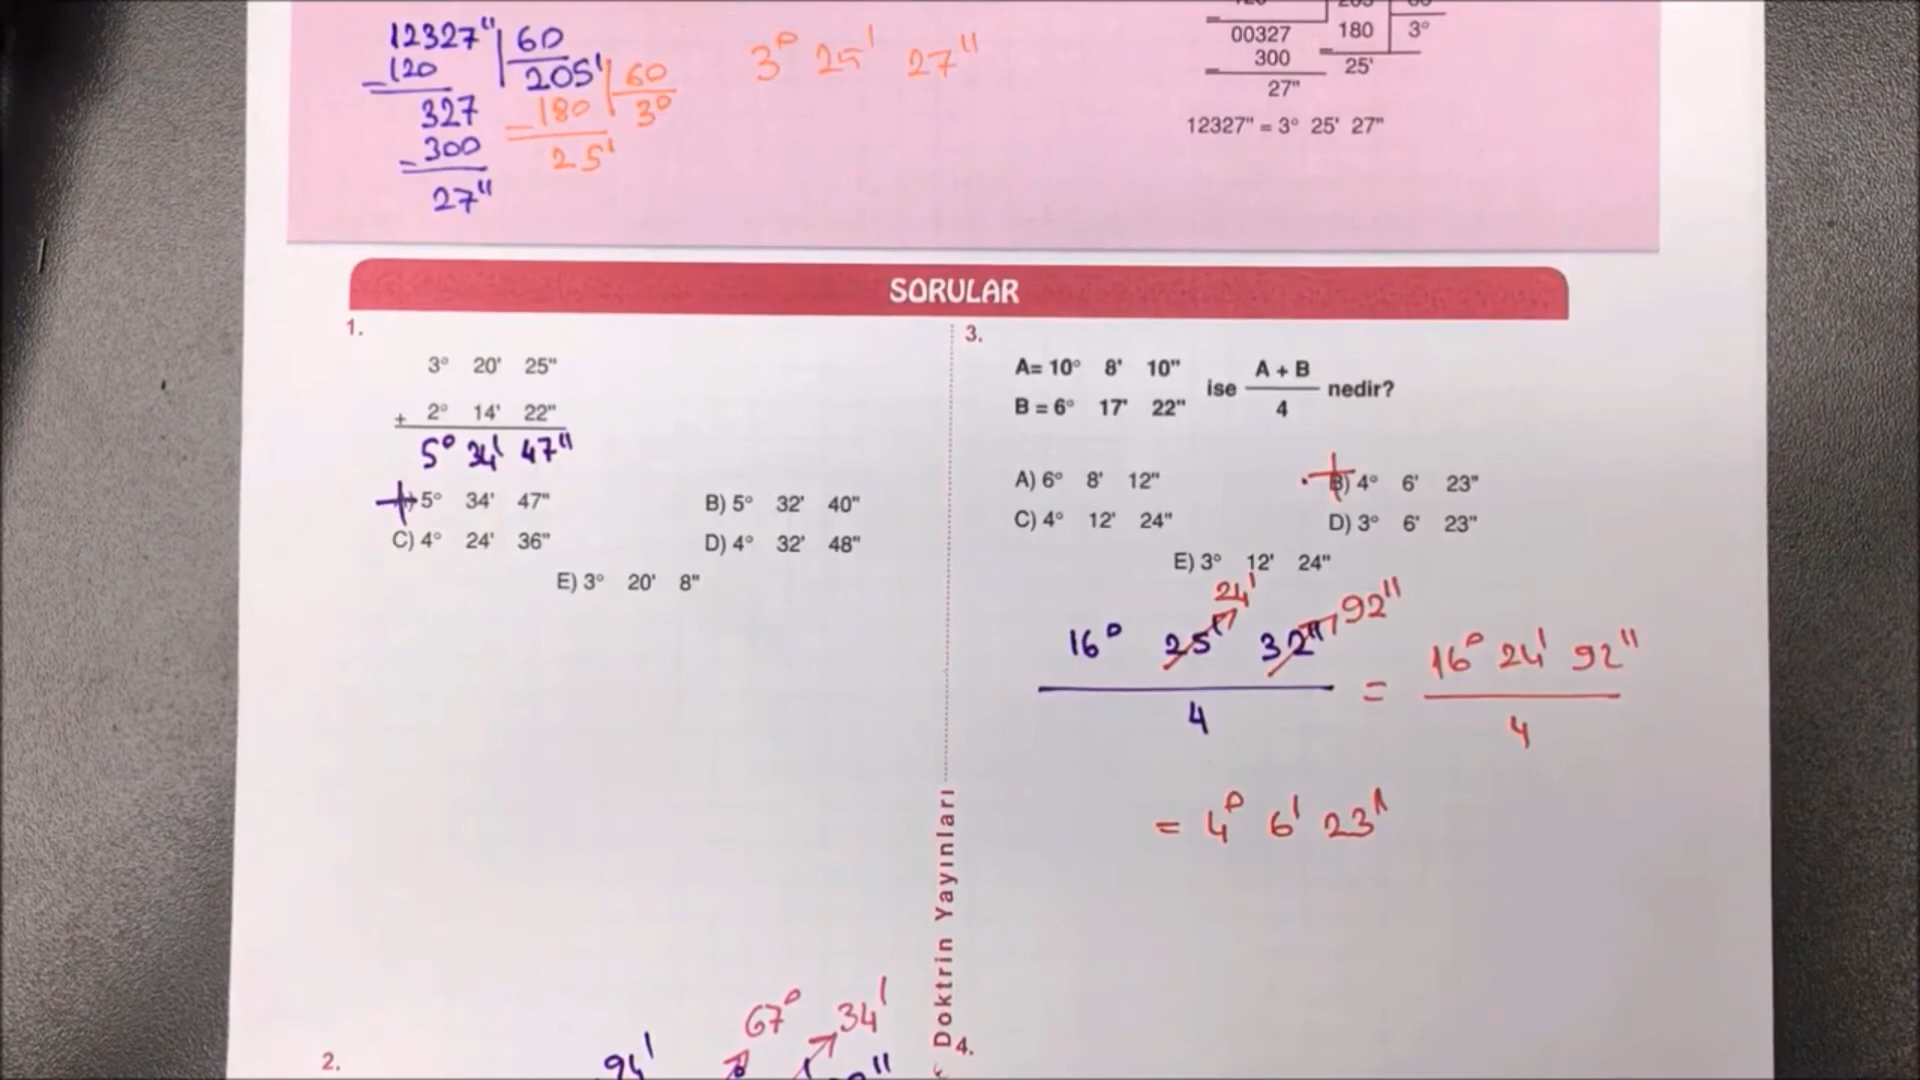 12327" 60
-120 205' 60
327 -180 3°
-300 25'
27"
3° 25' 27"
00327 180 3°
300 25'
27"
12327" = 3° 25' 27"
SORULAR
1.
3° 20' 25"
+ 2° 14' 22"
5° 34' 47"
5° 34' 47"
B) 5° 32' 40"
C) 4° 24' 36"
D) 4° 32' 48"
E) 3° 20' 8"
3.
A= 10° 8' 10"
B = 6° 17' 22"
ise A + B / 4 nedir?
A) 6° 8' 12"
B) 4° 6' 23"
C) 4° 12' 24"
D) 3° 6' 23"
E) 3° 12' 24"
24' 92"
16° 25' 32" = 16° 24' 92"
4 4
= 4° 6' 23"
Doktrin Yayınları
67° 34'
2.
94'
4.